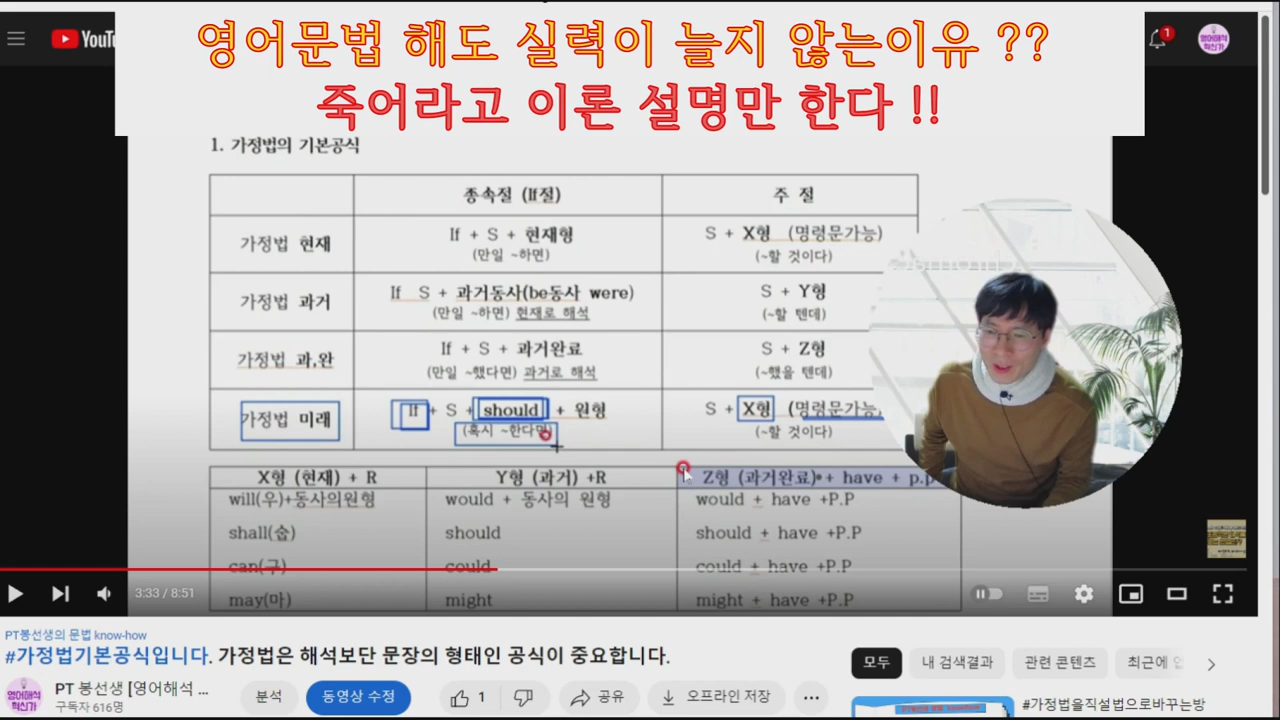 영어문법 해도 실력이 늘지 않는이유 ??
죽어라고 이론 설명만 한다 !!
YouTu
1
1. 가정법의 기본공식
종속절 (If절)
주 절
가정법 현재
If + S + 현재형
(만일 ~하면)
S + X형 (명령문가능)
(~할 것이다)
가정법 과거
If S + 과거동사(be동사 were)
(만일 ~하면) 현재로 해석
S + Y형
(~할 텐데)
가정법 과,완
If + S + 과거완료
(만일 ~했다면) 과거로 해석
S + Z형
(~했을 텐데)
가정법 미래
If + S + should + 원형
(혹시 ~한다면)
S + X형 (명령문가능)
(~할 것이다)
X형 (현재) + R
Y형 (과거) +R
Z형 (과거완료) + have + p.p
will(우)+동사의원형
would + 동사의 원형
would + have +P.P
shall(숩)
should
should + have +P.P
can(구)
could
could + have +P.P
may(마)
might
might + have +P.P
3:33 / 8:51
PT봉선생의 문법 know-how
#가정법기본공식입니다. 가정법은 해석보단 문장의 형태인 공식이 중요합니다.
영어해석
혁신가
PT 봉선생 [영어해석 ...
구독자 616명
분석
동영상 수정
1
공유
오프라인 저장
모두
내 검색결과
관련 콘텐츠
최근에
#가정법을직설법으로바꾸는방